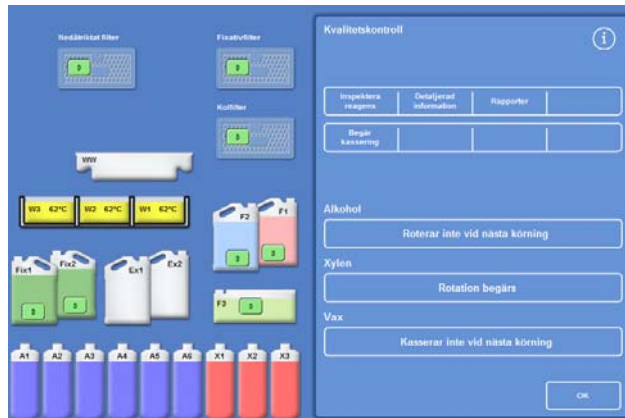 Nedåtriktat filter
Fixativfilter
Kolfilter
WW
W3 62°C
W2 62°C
W1 62°C
F2
F1
Fix1
Fix2
Ex1
Ex2
F3
A1
A2
A3
A4
A5
A6
X1
X2
X3
Kvalitetskontroll
i
Inspektera
reagens
Detaljerad
information
Rapporter
Begär
kassering
Alkohol
Roterar inte vid nästa körning
Xylen
Rotation begärs
Vax
Kasserar inte vid nästa körning
OK